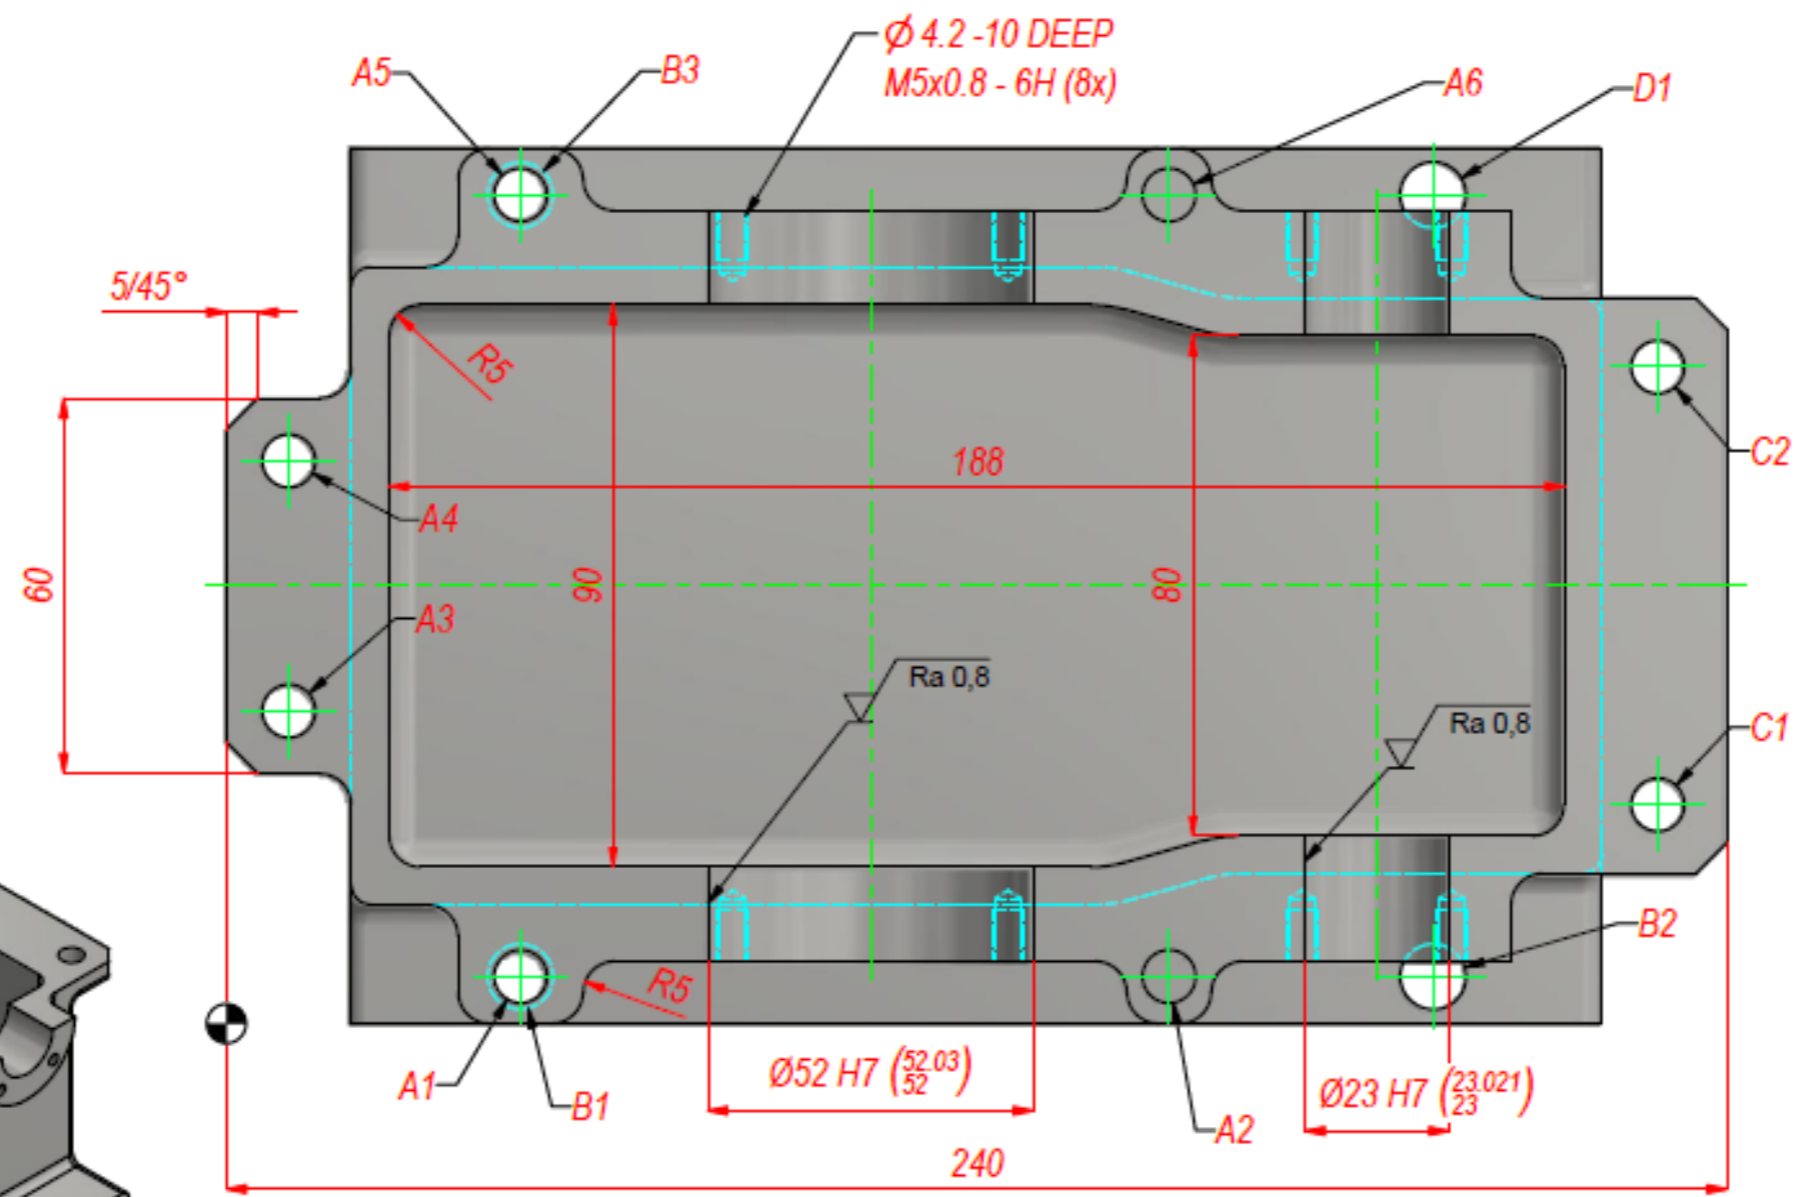 Ø 4.2 -10 DEEP
M5x0.8 - 6H (8x)
A5
B3
A6
D1
5/45°
R5
C2
188
A4
60
90
80
A3
Ra 0,8
Ra 0,8
C1
B2
R5
A1
B1
Ø52 H7 (52.03 52)
Ø23 H7 (23.021 23)
A2
240